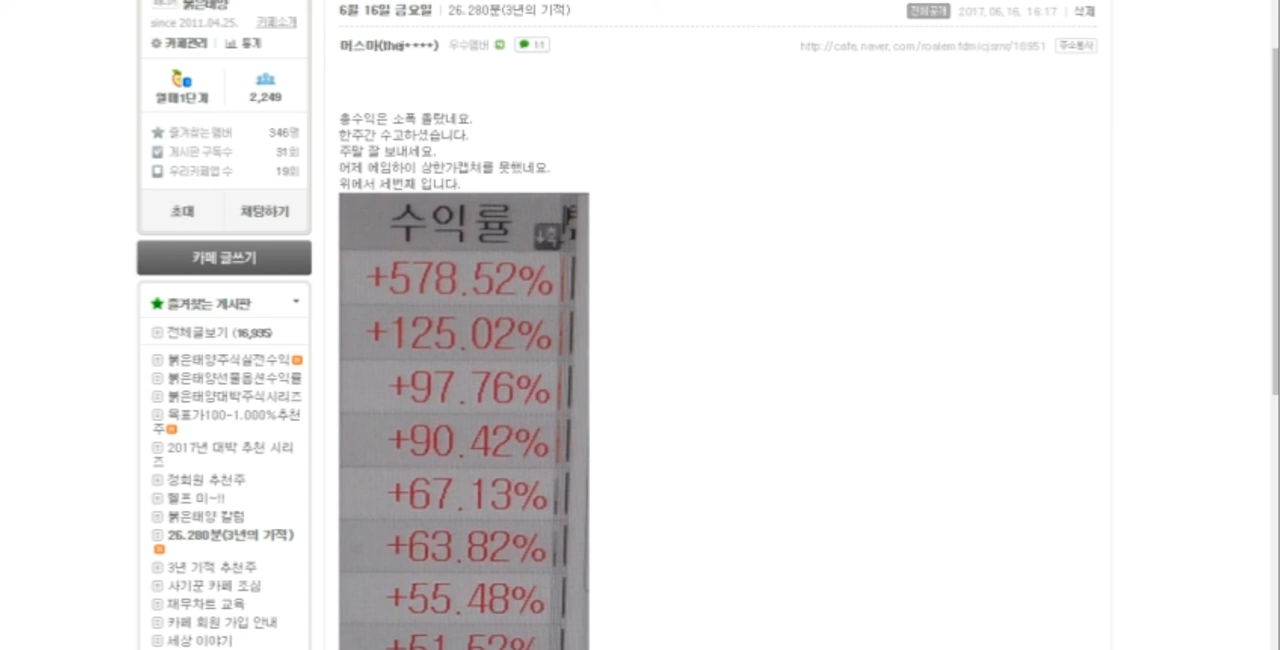 붉은태양
since 2011.04.25. 카페소개
카페관리 통계
열매1단계 2,249
즐겨찾는 멤버 346명
게시판 구독수 31회
우리카페앱 수 19회
초대 채팅하기
카페 글쓰기
즐겨찾는 게시판
전체글보기 (16,935)
붉은태양주식실전수익
붉은태양선물옵션수익률
붉은태양대박주식시리즈
목표가100-1.000%추천
주
2017년 대박 추천 시리
즈
정회원 추천주
헬프 미~!!
붉은태양 칼럼
26.280분(3년의 기적)
3년 기적 추천주
사기꾼 카페 조심
재무차트 교육
카페 회원 가입 안내
세상 이야기
6월 16일 금요일 | 26.280분(3년의 기적)
전체공개 2017.06.16. 16:17 | 삭제
머스마(thej****) 우수멤버 11
주소복사
총수익은 소폭 올랐네요.
한주간 수고하셨습니다.
주말 잘 보내세요.
어제 에임하이 상한가캡쳐를 못했네요.
위에서 세번째 입니다.
수익률
+578.52%
+125.02%
+97.76%
+90.42%
+67.13%
+63.82%
+55.48%
+51.52%